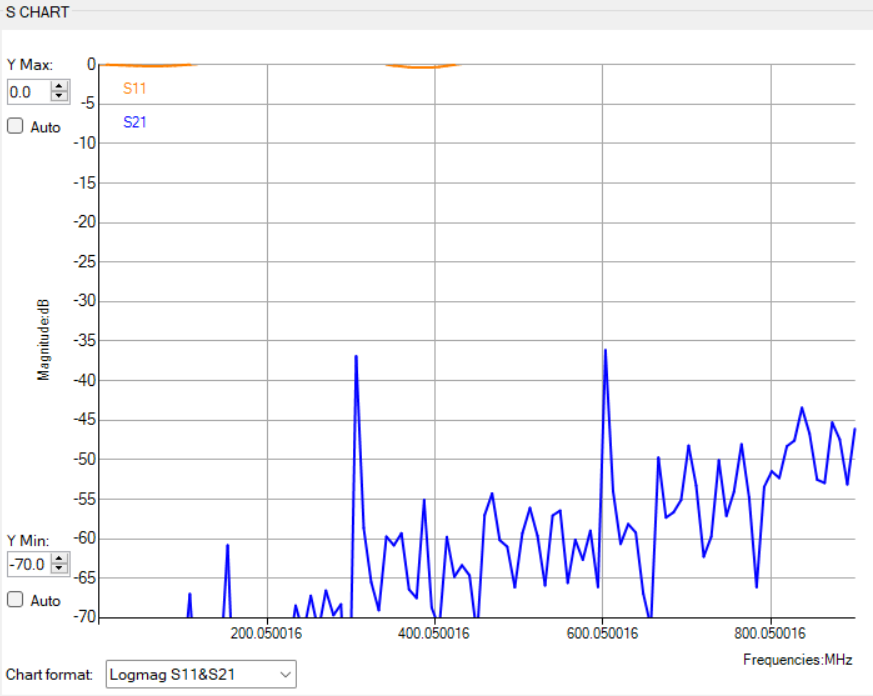 S CHART
Y Max:
0.0
Auto
0
-5
-10
-15
-20
-25
-30
-35
-40
-45
-50
-55
-60
-65
-70
S11
S21
Magnitude:dB
Y Min:
-70.0
Auto
200.050016 400.050016 600.050016 800.050016
Frequencies:MHz
Chart format: Logmag S11&S21